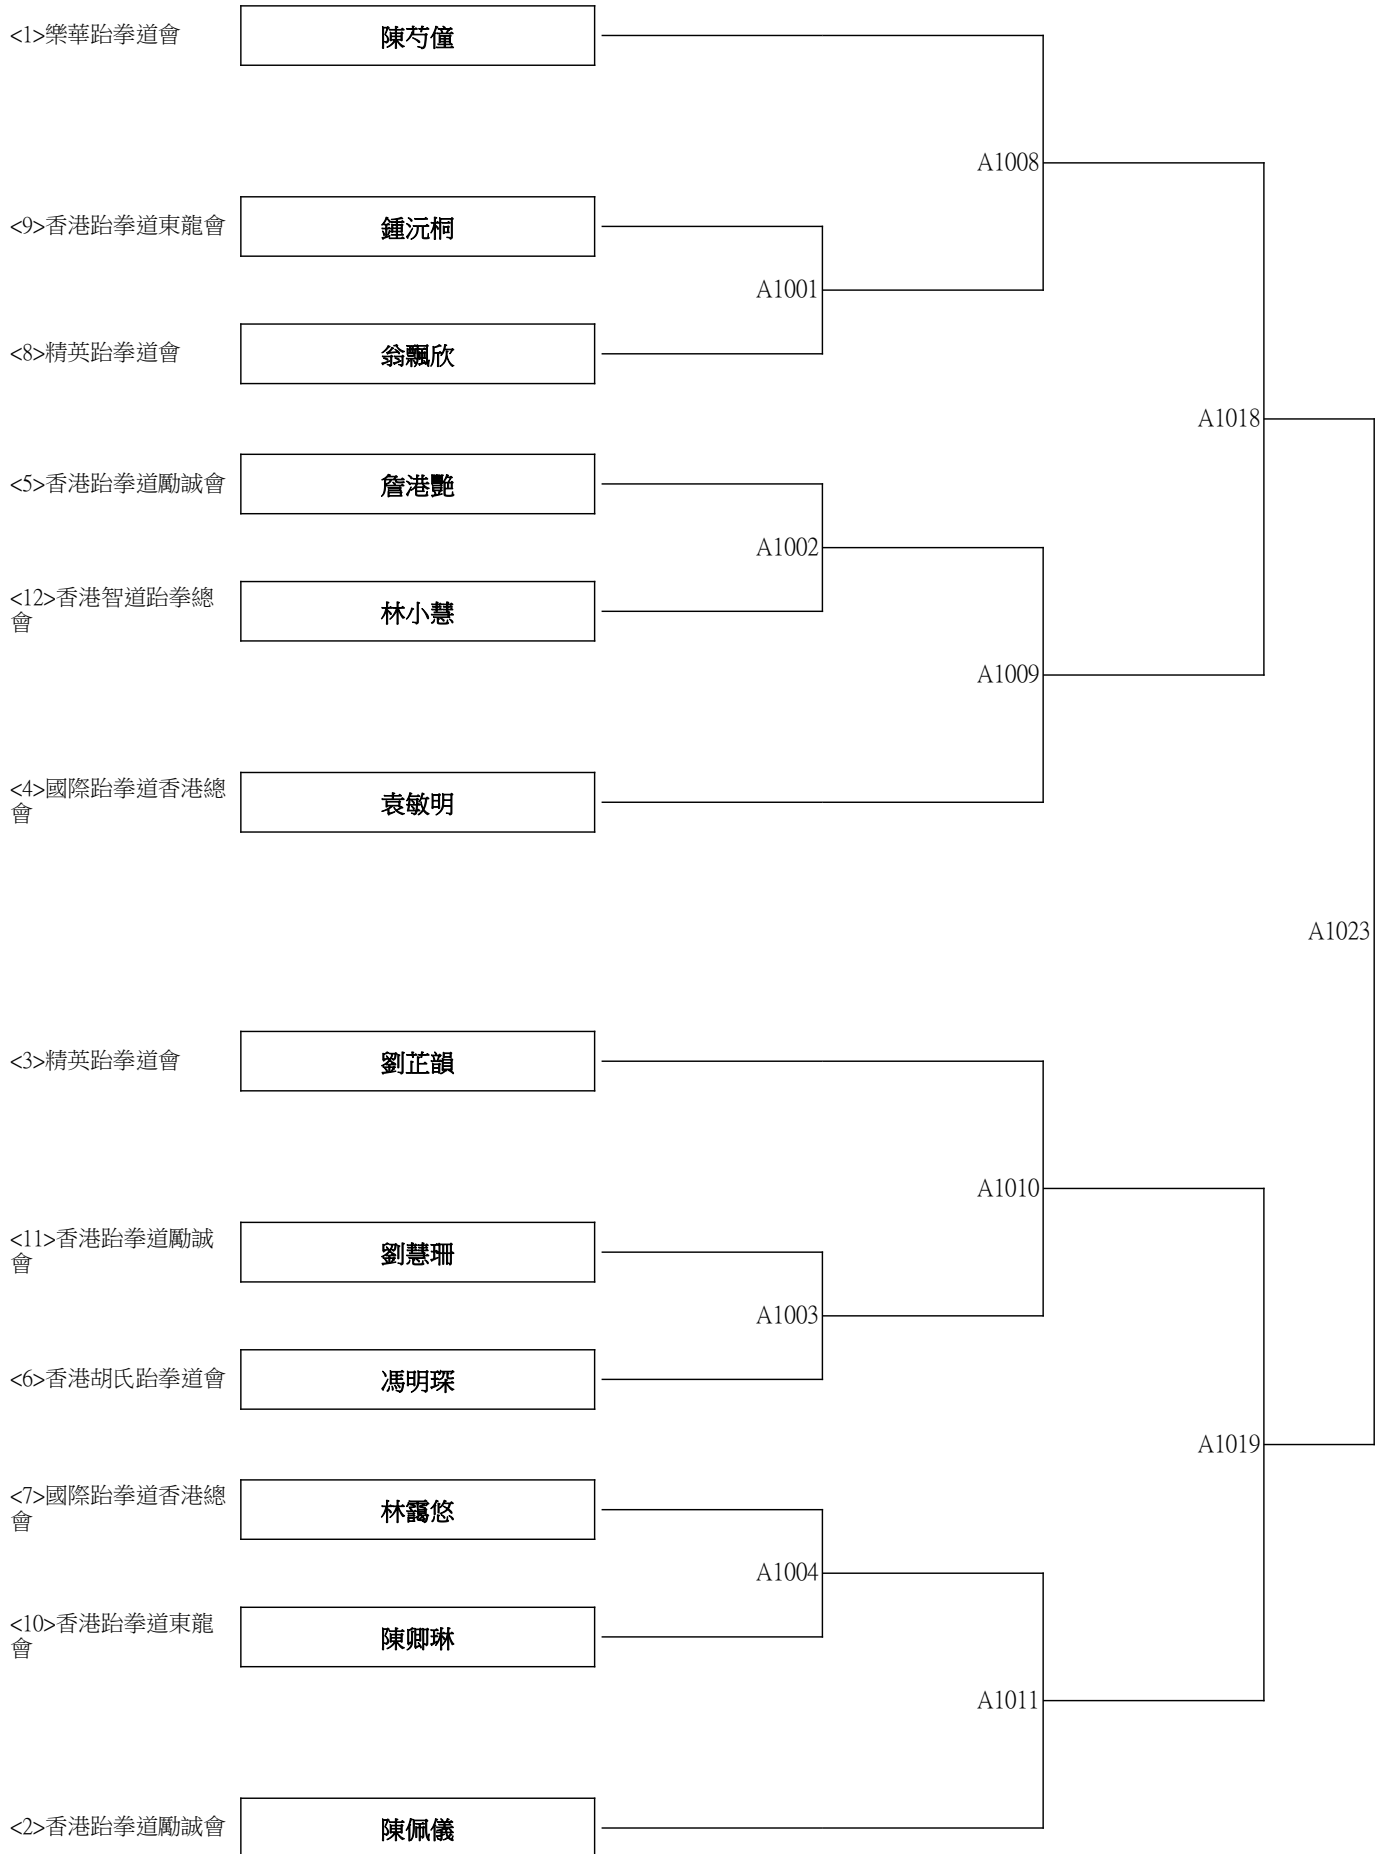 <1>樂華跆拳道會
陳芍僮
A1008
<9>香港跆拳道東龍會
鍾沅桐
A1001
<8>精英跆拳道會
翁飄欣
A1018
<5>香港跆拳道勵誠會
詹港艷
A1002
<12>香港智道跆拳總
會
林小慧
A1009
<4>國際跆拳道香港總
會
袁敏明
A1023
<3>精英跆拳道會
劉芷韻
A1010
<11>香港跆拳道勵誠
會
劉慧珊
A1003
<6>香港胡氏跆拳道會
馮明琛
A1019
<7>國際跆拳道香港總
會
林靄悠
A1004
<10>香港跆拳道東龍
會
陳卿琳
A1011
<2>香港跆拳道勵誠會
陳佩儀